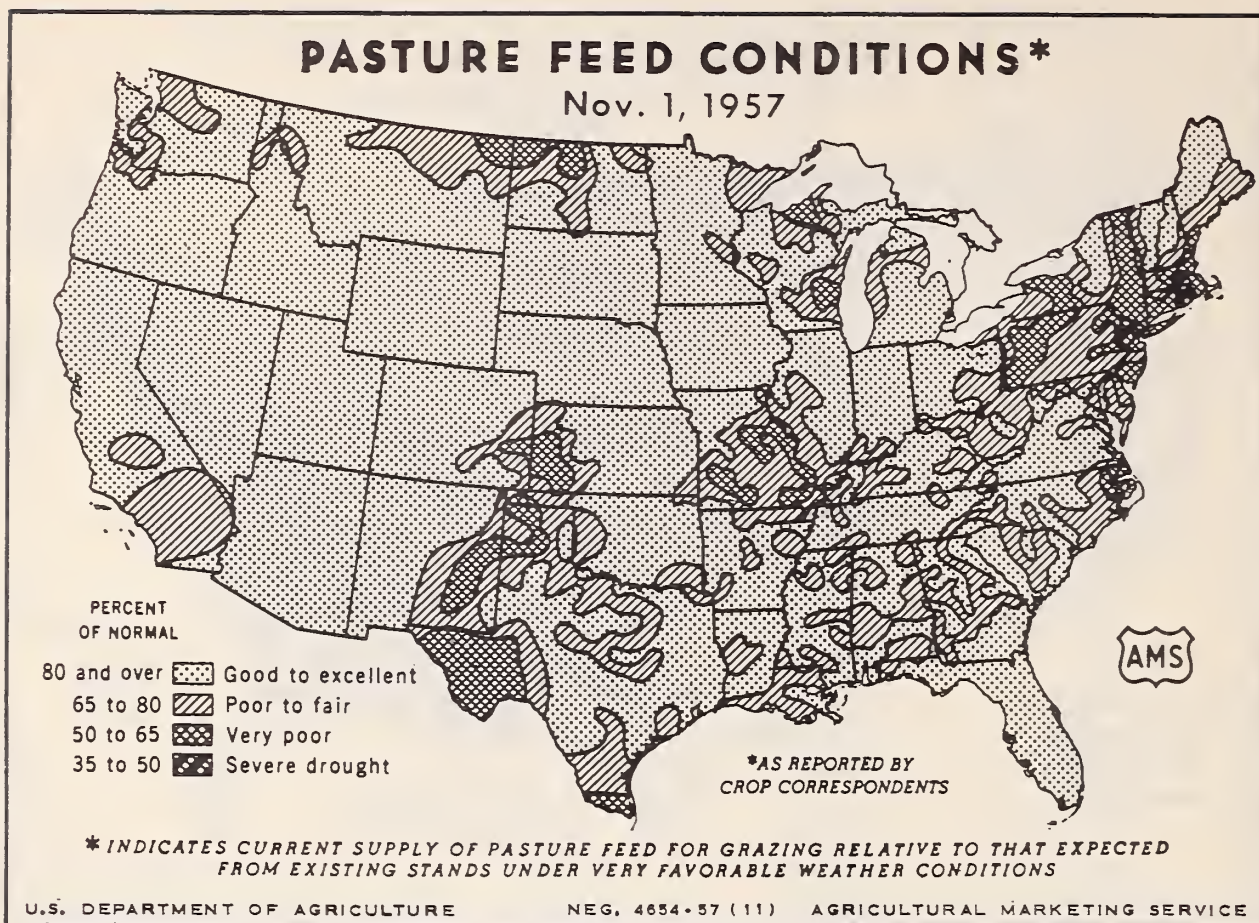 PASTURE FEED CONDITIONS*
Nov. 1, 1957
PERCENT
OF NORMAL
80 and over Good to excellent
65 to 80 Poor to fair
50 to 65 Very poor
35 to 50 Severe drought
AMS
*AS REPORTED BY
CROP CORRESPONDENTS
* INDICATES CURRENT SUPPLY OF PASTURE FEED FOR GRAZING RELATIVE TO THAT EXPECTED
FROM EXISTING STANDS UNDER VERY FAVORABLE WEATHER CONDITIONS
U.S. DEPARTMENT OF AGRICULTURE NEG. 4654-57 (11) AGRICULTURAL MARKETING SERVICE